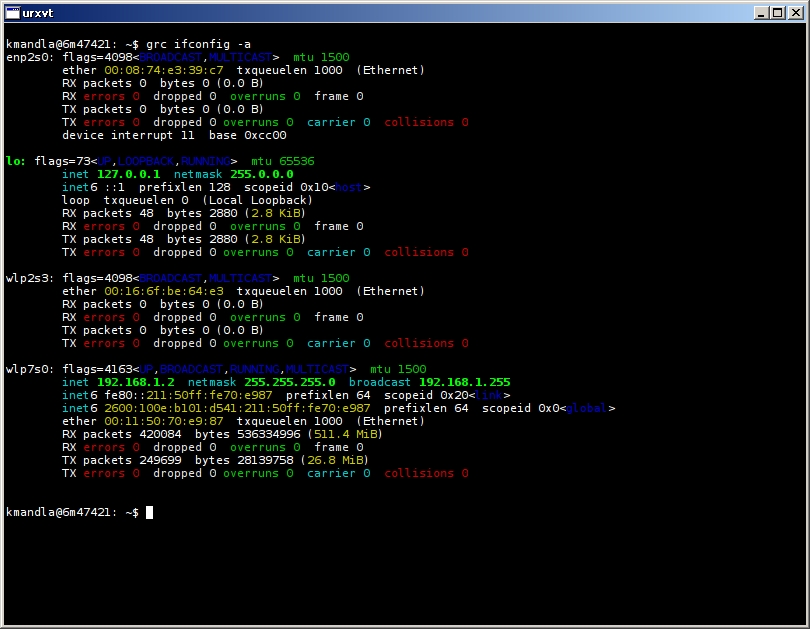 urxvt
kmandla@6m47421: ~$ grc ifconfig -a
enp2s0: flags=4098<BROADCAST,MULTICAST>  mtu 1500
        ether 00:08:74:e3:39:c7  txqueuelen 1000  (Ethernet)
        RX packets 0  bytes 0 (0.0 B)
        RX errors 0  dropped 0 overruns 0  frame 0
        TX packets 0  bytes 0 (0.0 B)
        TX errors 0  dropped 0 overruns 0  carrier 0  collisions 0
        device interrupt 11  base 0xcc00
lo: flags=73<UP,LOOPBACK,RUNNING>  mtu 65536
        inet 127.0.0.1  netmask 255.0.0.0
        inet6 ::1  prefixlen 128  scopeid 0x10<host>
        loop  txqueuelen 0  (Local Loopback)
        RX packets 48  bytes 2880 (2.8 KiB)
        RX errors 0  dropped 0 overruns 0  frame 0
        TX packets 48  bytes 2880 (2.8 KiB)
        TX errors 0  dropped 0 overruns 0  carrier 0  collisions 0
wlp2s3: flags=4098<BROADCAST,MULTICAST>  mtu 1500
        ether 00:16:6f:be:64:e3  txqueuelen 1000  (Ethernet)
        RX packets 0  bytes 0 (0.0 B)
        RX errors 0  dropped 0 overruns 0  frame 0
        TX packets 0  bytes 0 (0.0 B)
        TX errors 0  dropped 0 overruns 0  carrier 0  collisions 0
wlp7s0: flags=4163<UP,BROADCAST,RUNNING,MULTICAST>  mtu 1500
        inet 192.168.1.2  netmask 255.255.255.0  broadcast 192.168.1.255
        inet6 fe80::211:50ff:fe70:e987  prefixlen 64  scopeid 0x20<link>
        inet6 2600:100e:b101:d541:211:50ff:fe70:e987  prefixlen 64  scopeid 0x0<global>
        ether 00:11:50:70:e9:87  txqueuelen 1000  (Ethernet)
        RX packets 420084  bytes 536334996 (511.4 MiB)
        RX errors 0  dropped 0 overruns 0  frame 0
        TX packets 249699  bytes 28139758 (26.8 MiB)
        TX errors 0  dropped 0 overruns 0  carrier 0  collisions 0
kmandla@6m47421: ~$